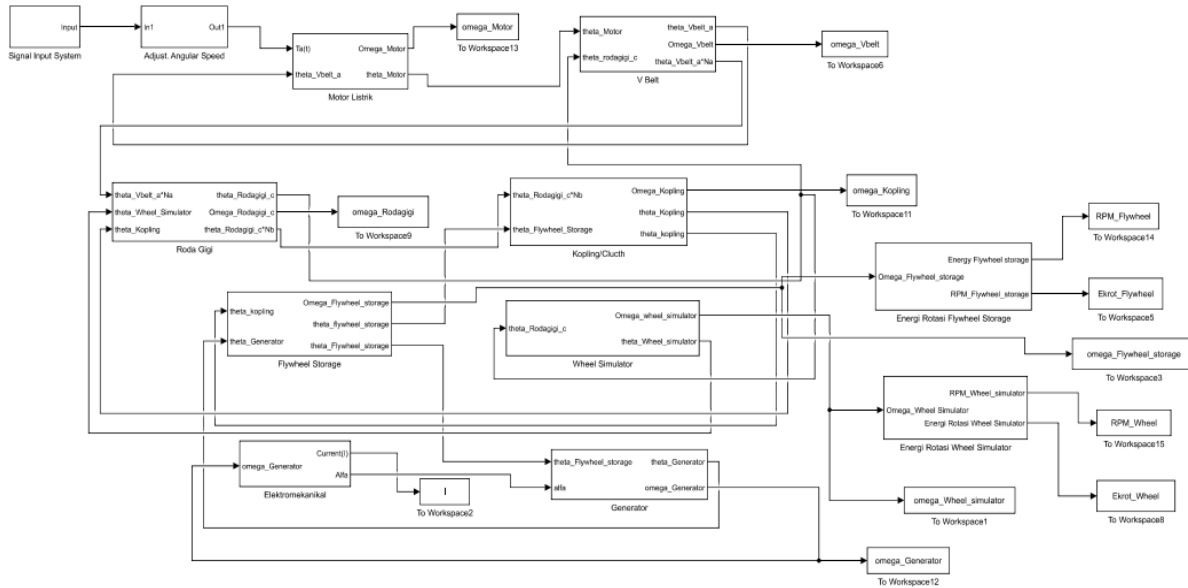 Input
Signal Input System
In1
Out1
Adjust. Angular Speed
Ta(t)
theta_Vbelt_a
Omega_Motor
theta_Motor
Motor Listrik
omega_Motor
To Workspace13
theta_Motor
theta_rodagigi_c
theta_Vbelt_a
Omega_Vbelt
theta_Vbelt_a*Na
V Belt
omega_Vbelt
To Workspace6
theta_Vbelt_a*Na
theta_Wheel_Simulator
theta_Kopling
theta_Rodagigi_c
Omega_Rodagigi_c
theta_Rodagigi_c*Nb
Roda Gigi
omega_Rodagigi
To Workspace9
theta_Rodagigi_c*Nb
theta_Flywheel_Storage
Omega_Kopling
theta_Kopling
theta_kopling
Kopling/Clucth
omega_Kopling
To Workspace11
Omega_Flywheel_storage
Energy Flywheel storage
RPM_Flywheel_storage
Energi Rotasi Flywheel Storage
RPM_Flywheel
To Workspace14
Ekrot_Flywheel
To Workspace5
theta_kopling
theta_Generator
Omega_Flywheel_storage
theta_flywheel_storage
theta_Flywheel_storage
Flywheel Storage
theta_Rodagigi_c
Omega_wheel_simulator
theta_Wheel_simulator
Wheel Simulator
omega_Flywheel_storage
To Workspace3
Omega_Wheel Simulator
RPM_Wheel_simulator
Energi Rotasi Wheel Simulator
Energi Rotasi Wheel Simulator
RPM_Wheel
To Workspace15
Ekrot_Wheel
To Workspace8
omega_Generator
Current(I)
Alfa
Elektromekanikal
I
To Workspace2
theta_Flywheel_storage
alfa
theta_Generator
omega_Generator
Generator
omega_Wheel_simulator
To Workspace1
omega_Generator
To Workspace12